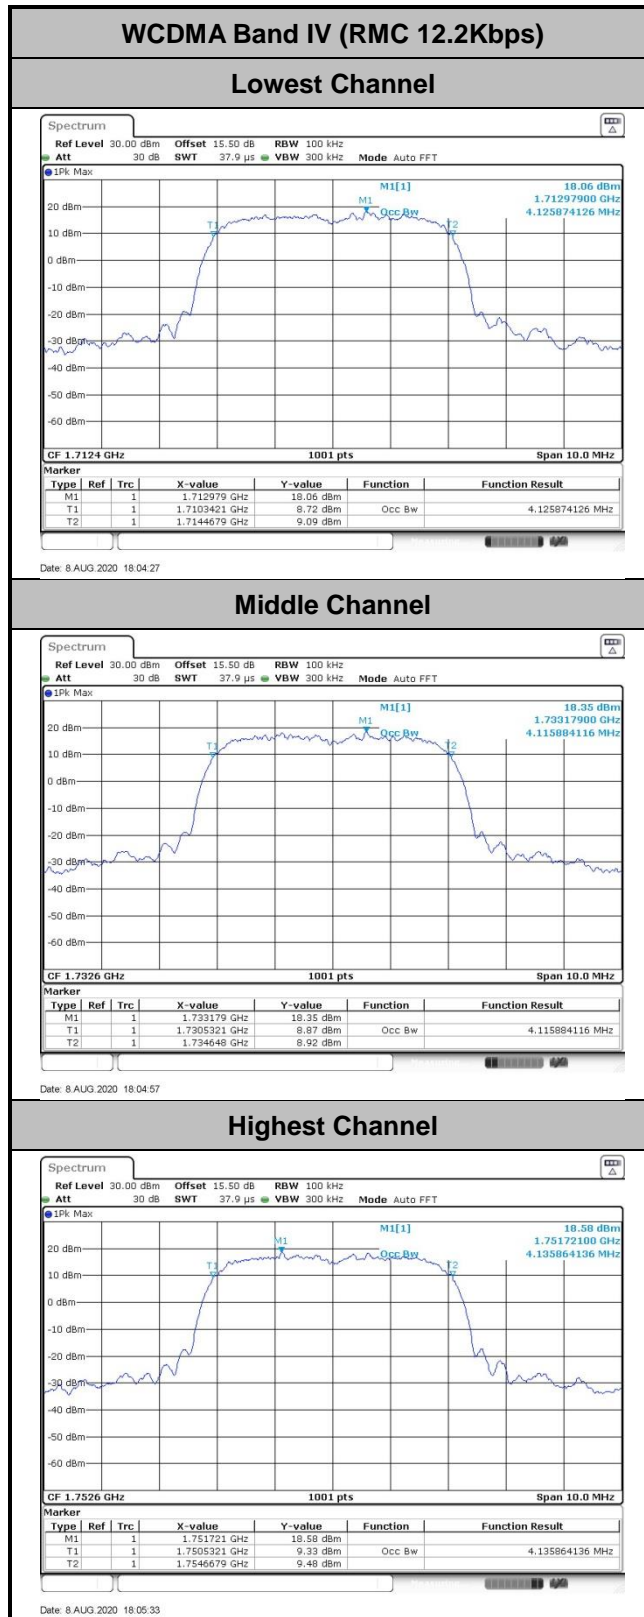 WCDMA Band IV (RMC 12.2Kbps)
Lowest Channel
Spectrum
Ref Level 30.00 dBm Offset 15.50 dB RBW 100 kHz
Att 30 dB SWT 37.9 µs VBW 300 kHz Mode Auto FFT
1Pk Max
M1[1] 18.06 dBm
1.71297900 GHz
Occ Bw 4.125874126 MHz
M1
T1
T2
20 dBm
10 dBm
0 dBm
-10 dBm
-20 dBm
-30 dBm
-40 dBm
-50 dBm
-60 dBm
CF 1.7124 GHz 1001 pts Span 10.0 MHz
Marker
Type Ref Trc X-value Y-value Function Function Result
M1 1 1.712979 GHz 18.06 dBm
T1 1 1.7103421 GHz 8.72 dBm Occ Bw 4.125874126 MHz
T2 1 1.7144679 GHz 9.09 dBm
Date: 8.AUG.2020 18:04:27
Middle Channel
Spectrum
Ref Level 30.00 dBm Offset 15.50 dB RBW 100 kHz
Att 30 dB SWT 37.9 µs VBW 300 kHz Mode Auto FFT
1Pk Max
M1[1] 18.35 dBm
1.73317900 GHz
Occ Bw 4.115884116 MHz
M1
T1
T2
20 dBm
10 dBm
0 dBm
-10 dBm
-20 dBm
-30 dBm
-40 dBm
-50 dBm
-60 dBm
CF 1.7326 GHz 1001 pts Span 10.0 MHz
Marker
Type Ref Trc X-value Y-value Function Function Result
M1 1 1.733179 GHz 18.35 dBm
T1 1 1.7305321 GHz 8.87 dBm Occ Bw 4.115884116 MHz
T2 1 1.734648 GHz 8.92 dBm
Date: 8.AUG.2020 18:04:57
Highest Channel
Spectrum
Ref Level 30.00 dBm Offset 15.50 dB RBW 100 kHz
Att 30 dB SWT 37.9 µs VBW 300 kHz Mode Auto FFT
1Pk Max
M1[1] 18.58 dBm
1.75172100 GHz
Occ Bw 4.135864136 MHz
M1
T1
T2
20 dBm
10 dBm
0 dBm
-10 dBm
-20 dBm
-30 dBm
-40 dBm
-50 dBm
-60 dBm
CF 1.7526 GHz 1001 pts Span 10.0 MHz
Marker
Type Ref Trc X-value Y-value Function Function Result
M1 1 1.751721 GHz 18.58 dBm
T1 1 1.7505321 GHz 9.33 dBm Occ Bw 4.135864136 MHz
T2 1 1.7546679 GHz 9.48 dBm
Date: 8.AUG.2020 18:05:33